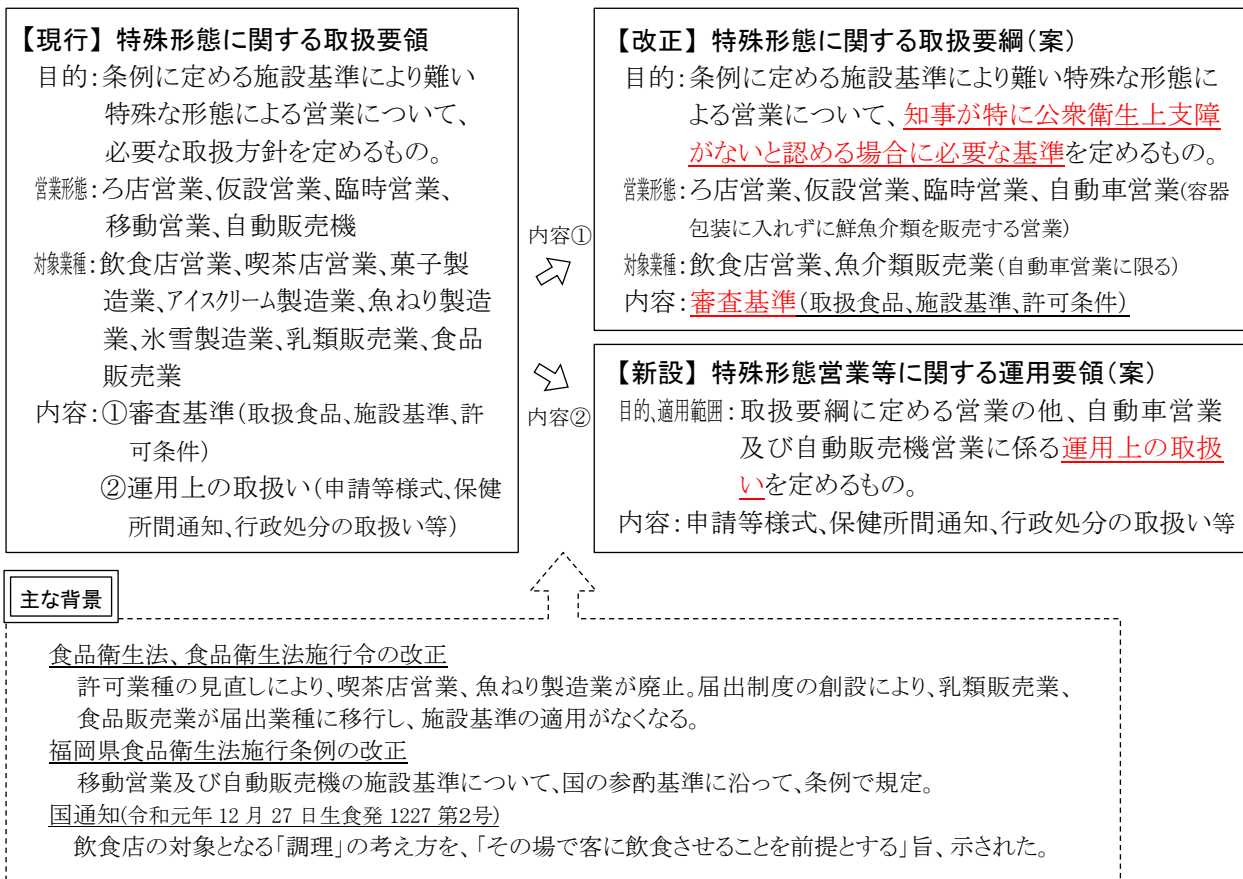 【現行】特殊形態に関する取扱要領
目的：条例に定める施設基準により難い
特殊な形態による営業について、
必要な取扱方針を定めるもの。
営業形態：ろ店営業、仮設営業、臨時営業、
移動営業、自動販売機
対象業種：飲食店営業、喫茶店営業、菓子製
造業、アイスクリーム製造業、魚ねり製造
業、氷雪製造業、乳類販売業、食品
販売業
内容：①審査基準（取扱食品、施設基準、許
可条件）
②運用上の取扱い（申請等様式、保健
所間通知、行政処分の取扱い等）
内容①
内容②
【改正】特殊形態に関する取扱要綱（案）
目的：条例に定める施設基準により難い特殊な形態に
よる営業について、知事が特に公衆衛生上支障
がないと認める場合に必要な基準を定めるもの。
営業形態：ろ店営業、仮設営業、臨時営業、自動車営業（容器
包装に入れずに鮮魚介類を販売する営業）
対象業種：飲食店営業、魚介類販売業（自動車営業に限る）
内容：審査基準（取扱食品、施設基準、許可条件）
【新設】特殊形態営業等に関する運用要領（案）
目的、適用範囲：取扱要綱に定める営業の他、自動車営業
及び自動販売機営業に係る運用上の取扱
いを定めるもの。
内容：申請等様式、保健所間通知、行政処分の取扱い等
主な背景
食品衛生法、食品衛生法施行令の改正
許可業種の見直しにより、喫茶店営業、魚ねり製造業が廃止。届出制度の創設により、乳類販売業、
食品販売業が届出業種に移行し、施設基準の適用がなくなる。
福岡県食品衛生法施行条例の改正
移動営業及び自動販売機の施設基準について、国の参酌基準に沿って、条例で規定。
国通知（令和元年 12 月 27 日生食発 1227 第２号）
飲食店の対象となる「調理」の考え方を、「その場で客に飲食させることを前提とする」旨、示された。